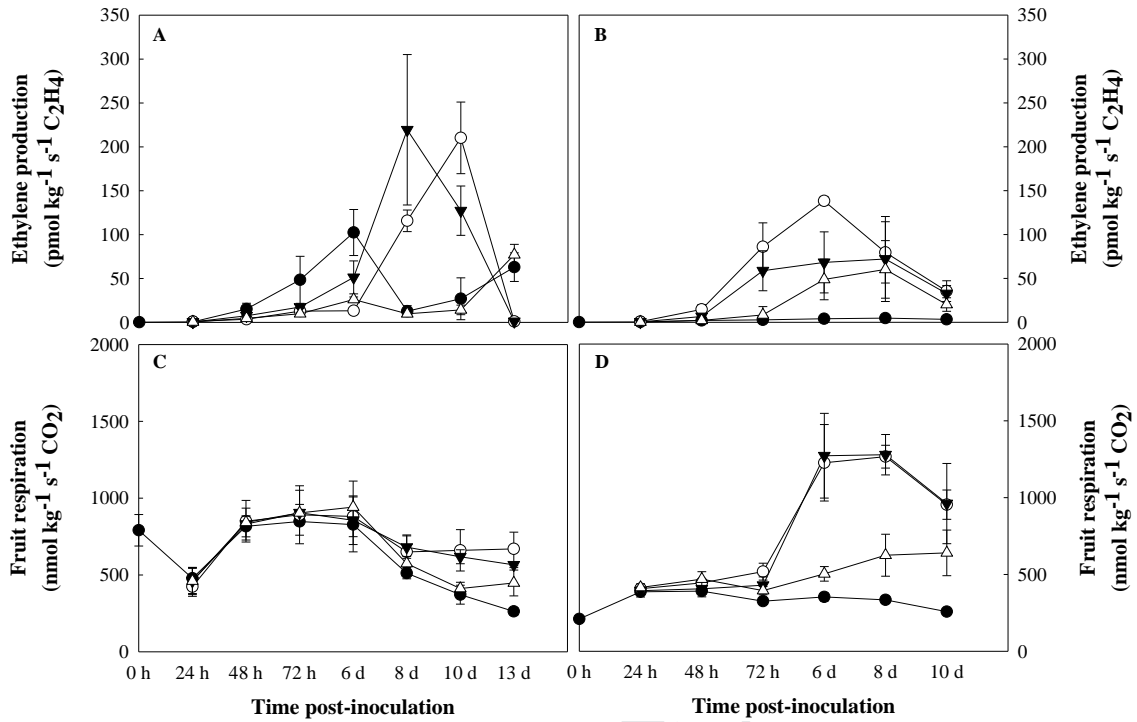 A
350
300
250
200
150
100
50
0
Ethylene production
(pmol kg-1 s-1 C2H4)
B
350
300
250
200
150
100
50
0
Ethylene production
(pmol kg-1 s-1 C2H4)
C
2000
1500
1000
500
0
Fruit respiration
(nmol kg-1 s-1 CO2)
0 h 24 h 48 h 72 h 6 d 8 d 10 d 13 d
Time post-inoculation
D
2000
1500
1000
500
0
Fruit respiration
(nmol kg-1 s-1 CO2)
0 h 24 h 48 h 72 h 6 d 8 d 10 d
Time post-inoculation